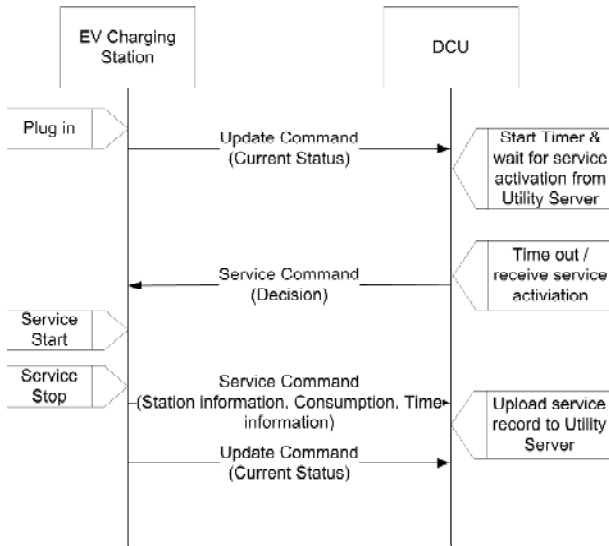 EV Charging
Station
DCU
Plug in
Update Command
(Current Status)
Start Timer &
wait for service
activation from
Utility Server
Time out /
receive service
activiation
Service Command
(Decision)
Service
Start
Service
Stop
Service Command
(Station information, Consumption, Time
information)
Upload service
record to Utility
Server
Update Command
(Current Status)